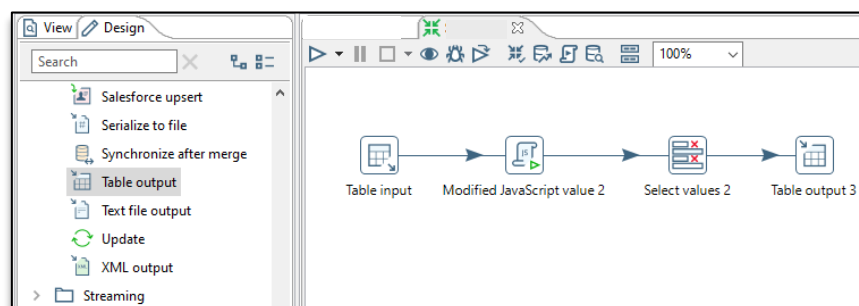 View
Design
Search
100%
Salesforce upsert
Serialize to file
Synchronize after merge
Table output
Text file output
Update
XML output
Streaming
Table input
Modified JavaScript value 2
Select values 2
Table output 3